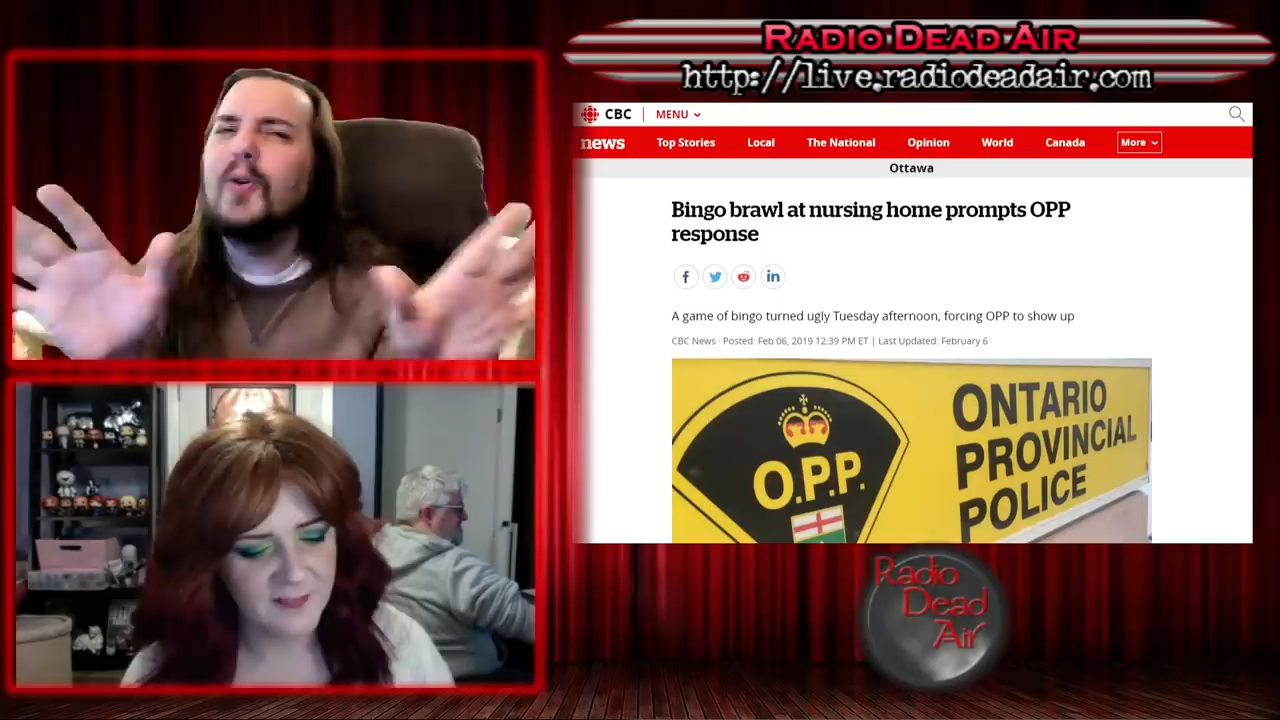 Radio Dead Air
http://live.radiodeadair.com
CBC
MENU
news
Top Stories
Local
The National
Opinion
World
Canada
More
Ottawa
Bingo brawl at nursing home prompts OPP
response
A game of bingo turned ugly Tuesday afternoon, forcing OPP to show up
CBC News · Posted: Feb 06, 2019 12:39 PM ET | Last Updated: February 6
O.P.P.
ONTARIO
PROVINCIAL
POLICE
Radio
Dead
Air